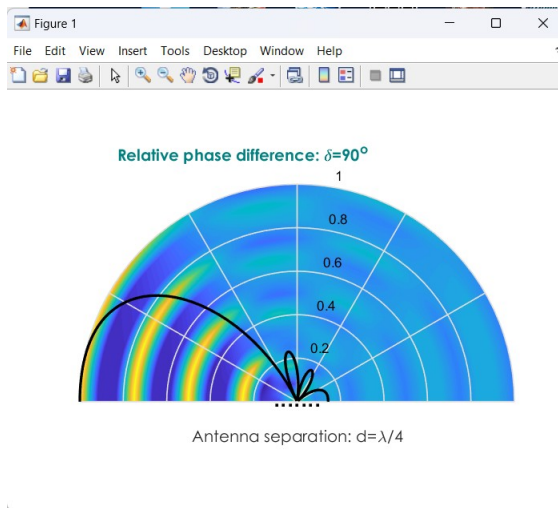 Figure 1
File Edit View Insert Tools Desktop Window Help
Relative phase difference: δ=90°
1
0.8
0.6
0.4
0.2
Antenna separation: d=λ/4